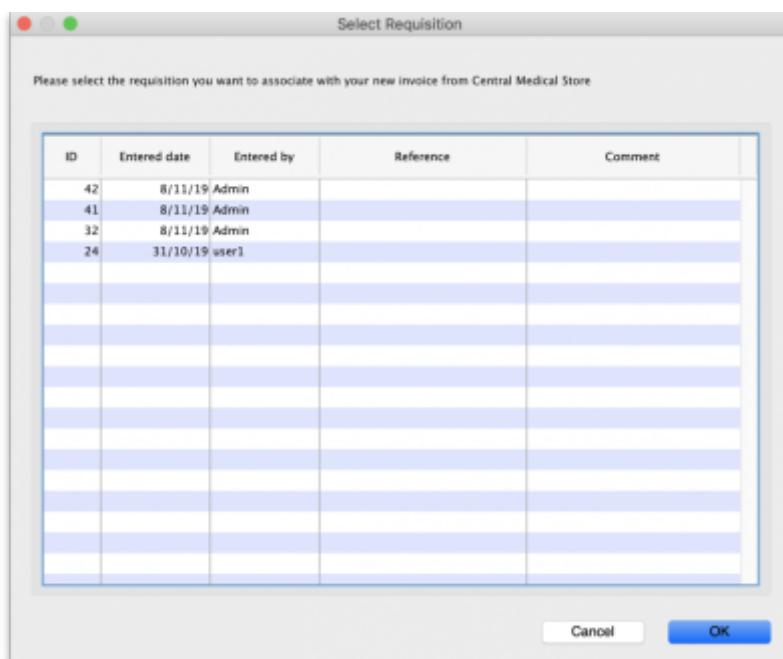 Select Requisition
Please select the requisition you want to associate with your new invoice from Central Medical Store
ID Entered date Entered by Reference Comment
42 8/11/19 Admin
41 8/11/19 Admin
32 8/11/19 Admin
24 31/10/19 user1
Cancel OK